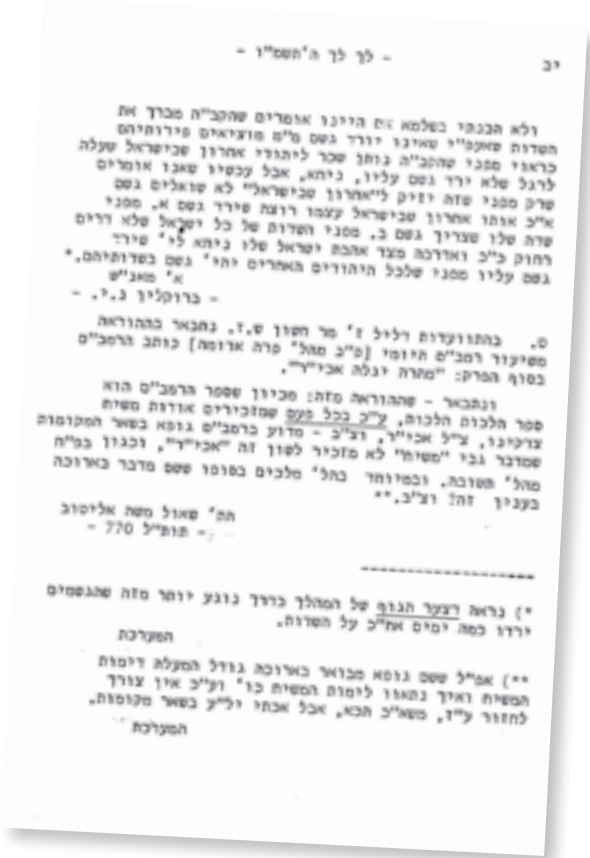 יב
- לך לך ה'תשמ"ו -
ולא הבנתי בשלמא אם היינו אומרים שהקב"ה מברך את
השדות שאעפ"י שאינו יורד גשם מ"מ מוציאים פירותיהם
כראוי מפני שהקב"ה נותן שכר ליהודי אחרון שבישראל שעלה
לרגל שלא ירד גשם עליו, ניחא, אבל עכשיו שאנו אומרים
שרק מפני שזה יזיק ל"אחרון שבישראל" לא שואלים גשם
א"כ אותו אחרון שבישראל עצמו רוצה שירד גשם א. מפני
שדה שלו שצריך גשם ב. מפני השדות של כל ישראל שלא דרים
רחוק כ"כ ואדרבה מצד אהבת ישראל שלו ניחא לי' שירד
גשם עליו מפני שלכל היהודים האחרים יהי' גשם בשדותיהם.*
א' מאנ"ש
- ברוקלין נ.י. -
ס. בהתוועדות דליל ז' מר חשון ש.ז. נתבאר בההוראה
משיעור רמב"ם היומי [פ"ב מהל' פרה אדומה] כותב הרמב"ם
בסוף הפרק: "מהרה יגלה אכי"ר".
ונתבאר - שההוראה מזה: מכיון שספר הרמב"ם הוא
ספר הלכות הלכות, ע"כ בכל פעם שמזכירים אודות משיח
צדקינו, צ"ל אכי"ר, וצ"ב - מדוע ברמב"ם גופא בשאר המקומות
שמדבר גבי "משיח" לא מזכיר לשון זה "אכי"ר", וכגון בפ"ח
מהל' תשובה. ובמיוחד בהל' מלכים בסופו ששם מדבר בארוכה
בענין זה? וצ"ב.**
הת' שאול משה אליטוב
- תות"ל 770 -
*) נראה דצער הגוף של המהלך בדרך נוגע יותר מזה שהגשמים
ירדו כמה ימים אח"כ על השדות.
המערכת
**) אפ"ל ששם גופא מבואר בארוכה גודל המעלה דימות
המשיח ואיך נתאוו לימות המשיח כו' וע"כ אין צורך
לחזור ע"ז, משא"כ הכא, אבל אכתי יל"ע בשאר מקומות.
המערכת